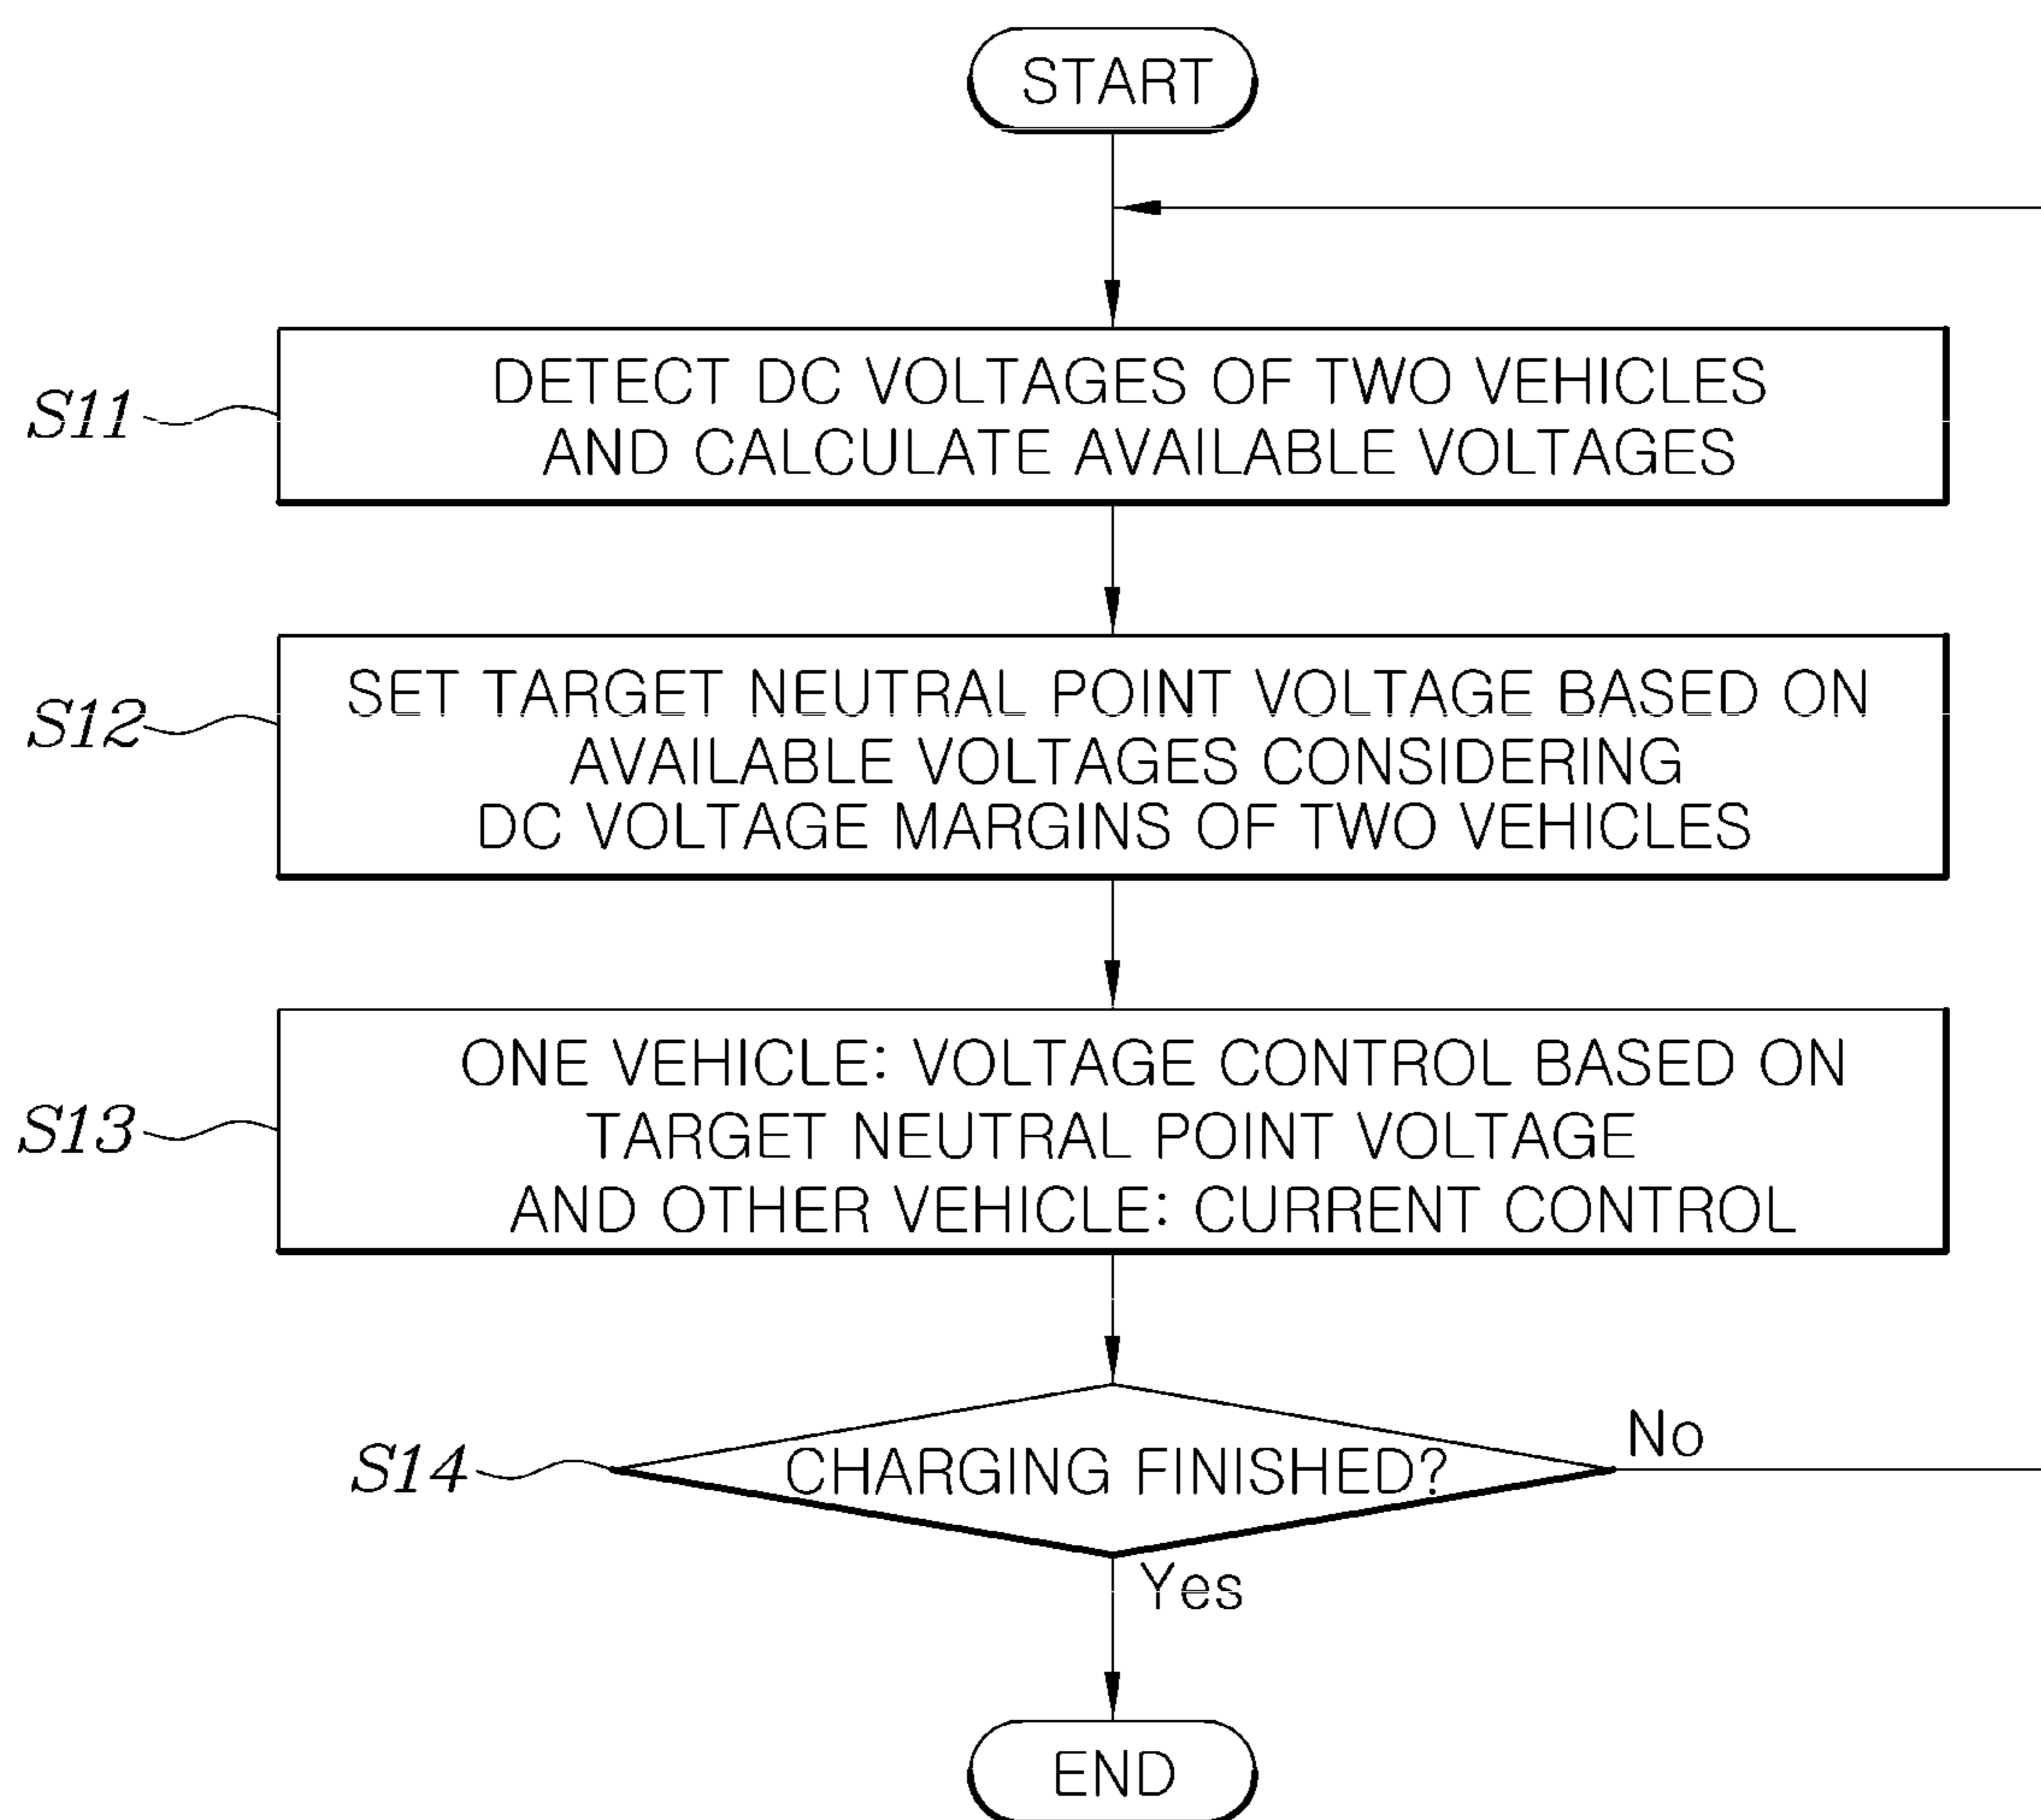 START
S11
DETECT DC VOLTAGES OF TWO VEHICLES
AND CALCULATE AVAILABLE VOLTAGES
S12
SET TARGET NEUTRAL POINT VOLTAGE BASED ON
AVAILABLE VOLTAGES CONSIDERING
DC VOLTAGE MARGINS OF TWO VEHICLES
S13
ONE VEHICLE: VOLTAGE CONTROL BASED ON
TARGET NEUTRAL POINT VOLTAGE
AND OTHER VEHICLE: CURRENT CONTROL
S14
CHARGING FINISHED?
No
Yes
END